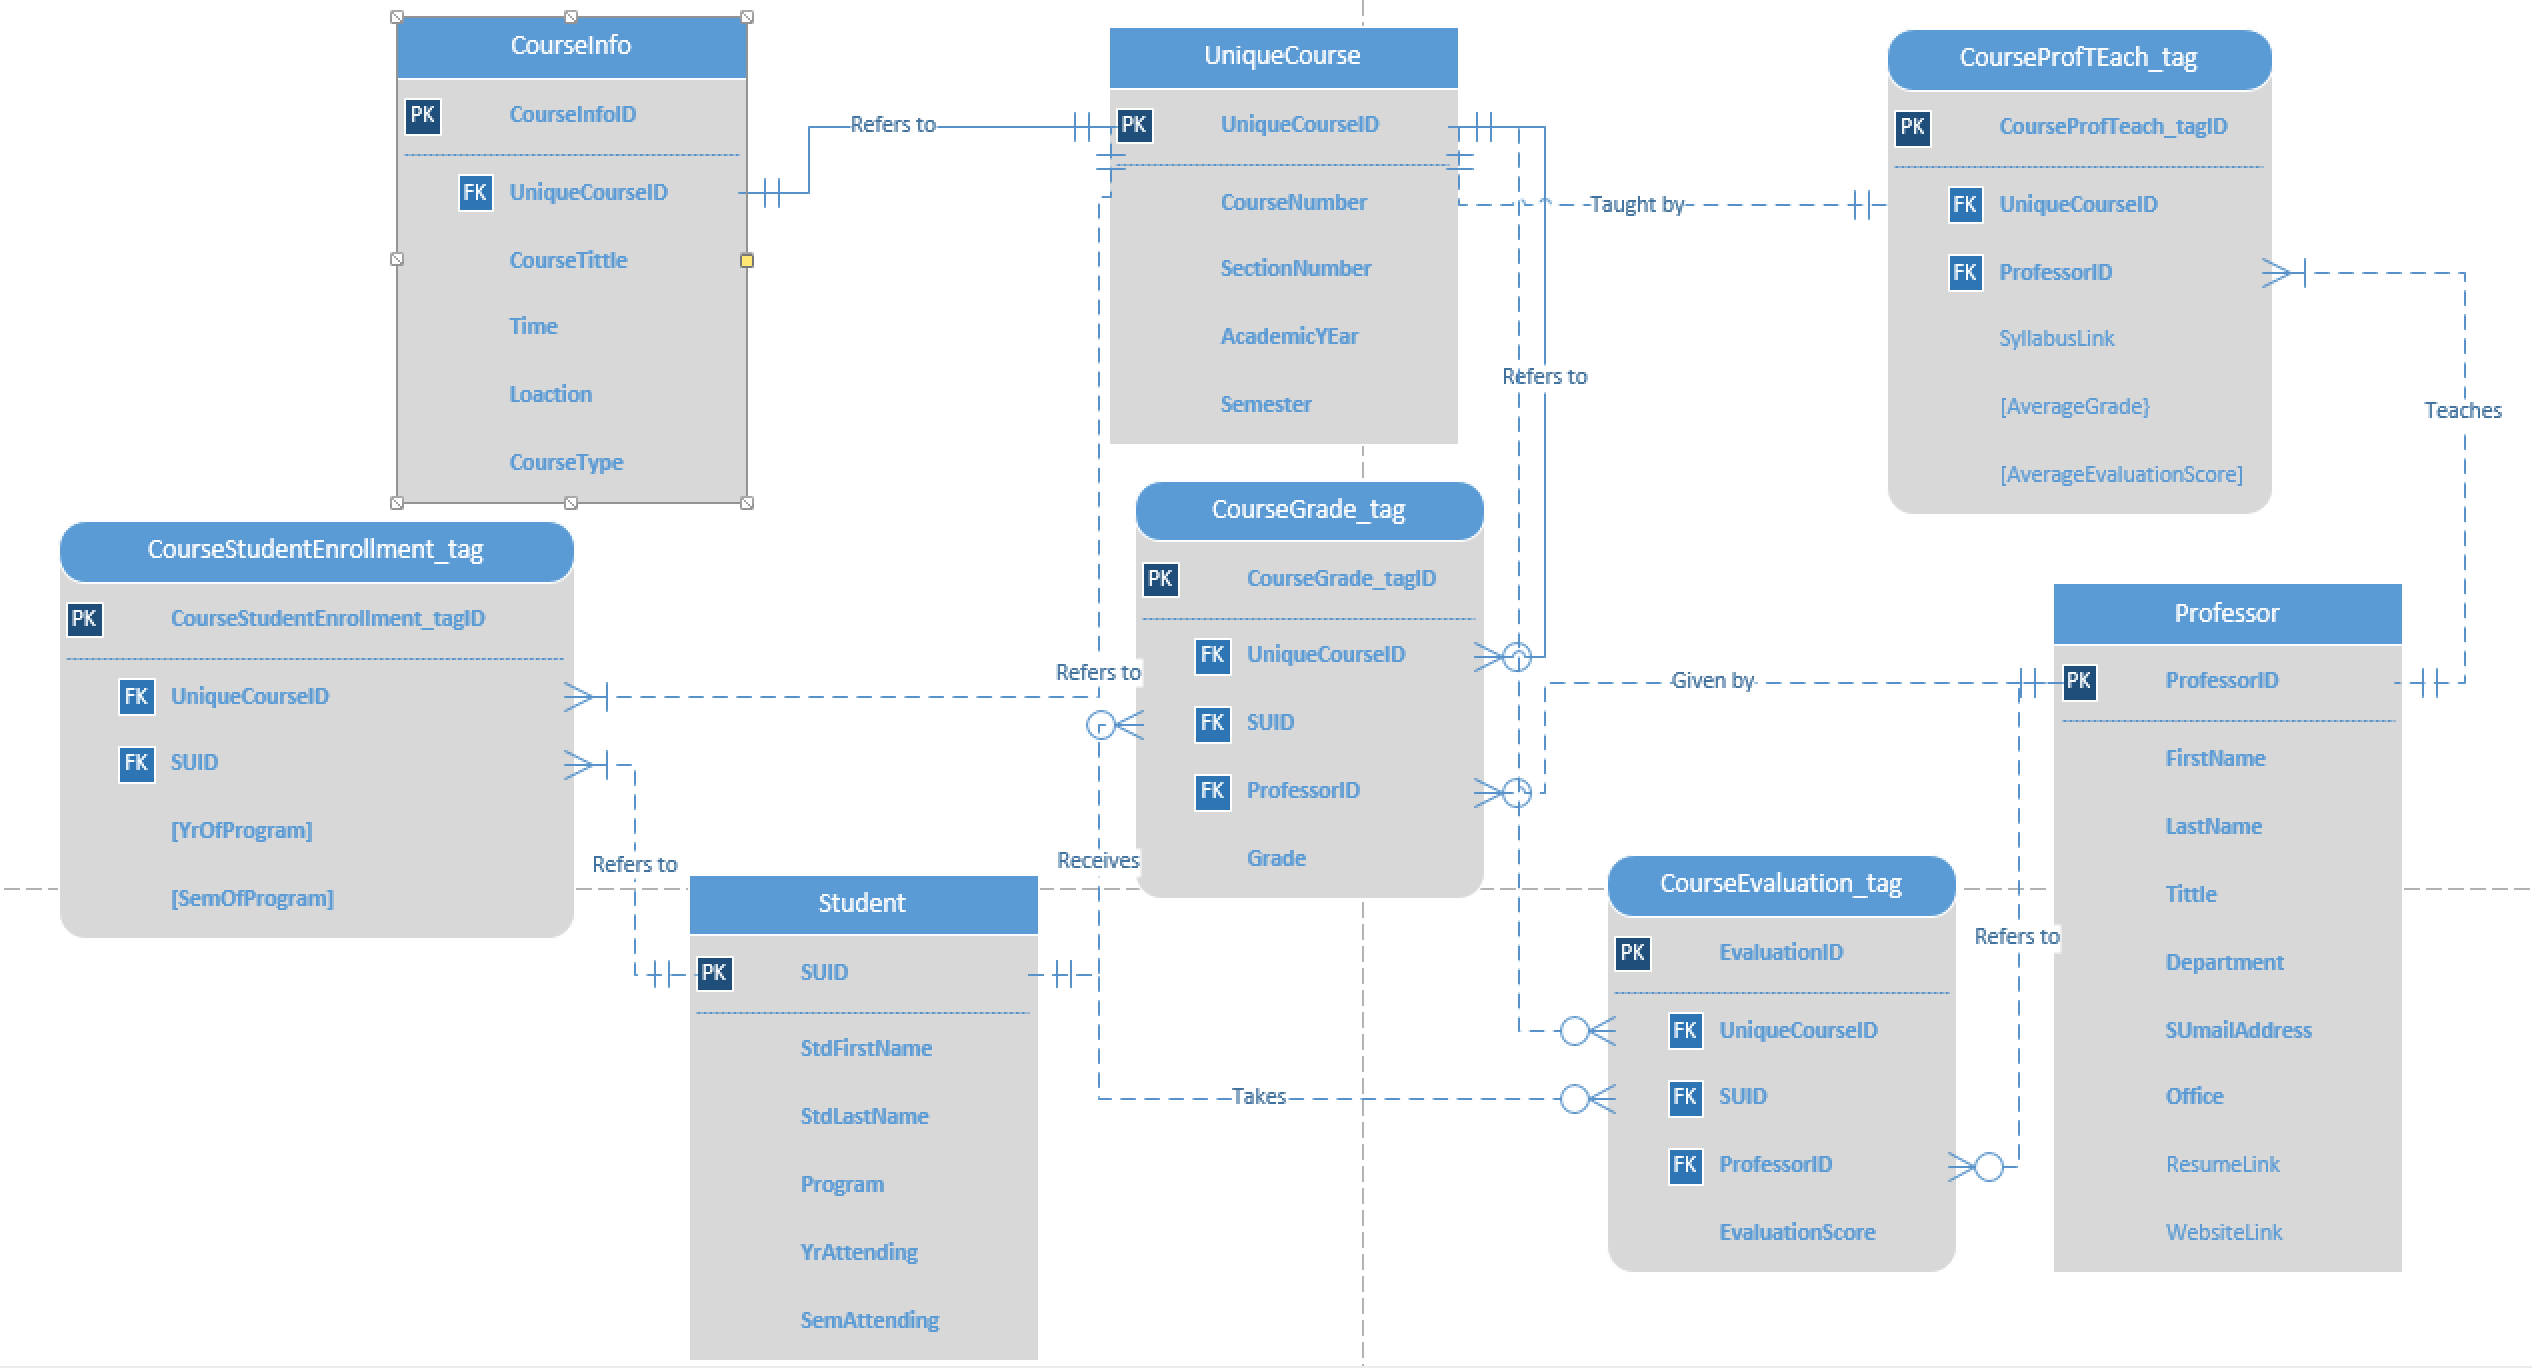 CourseInfo
PK CourseInfoID
FK UniqueCourseID
CourseTittle
Time
Loaction
CourseType
Refers to
UniqueCourse
PK UniqueCourseID
CourseNumber
SectionNumber
AcademicYEar
Semester
Taught by
Refers to
CourseProfTEach_tag
PK CourseProfTeach_tagID
FK UniqueCourseID
FK ProfessorID
SyllabusLink
[AverageGrade}
[AverageEvaluationScore]
Teaches
CourseStudentEnrollment_tag
PK CourseStudentEnrollment_tagID
FK UniqueCourseID
FK SUID
[YrOfProgram]
[SemOfProgram]
Refers to
Refers to
Receives
CourseGrade_tag
PK CourseGrade_tagID
FK UniqueCourseID
FK SUID
FK ProfessorID
Grade
Given by
Professor
PK ProfessorID
FirstName
LastName
Tittle
Department
SUmailAddress
Office
ResumeLink
WebsiteLink
Student
PK SUID
StdFirstName
StdLastName
Program
YrAttending
SemAttending
Takes
CourseEvaluation_tag
PK EvaluationID
FK UniqueCourseID
FK SUID
FK ProfessorID
EvaluationScore
Refers to